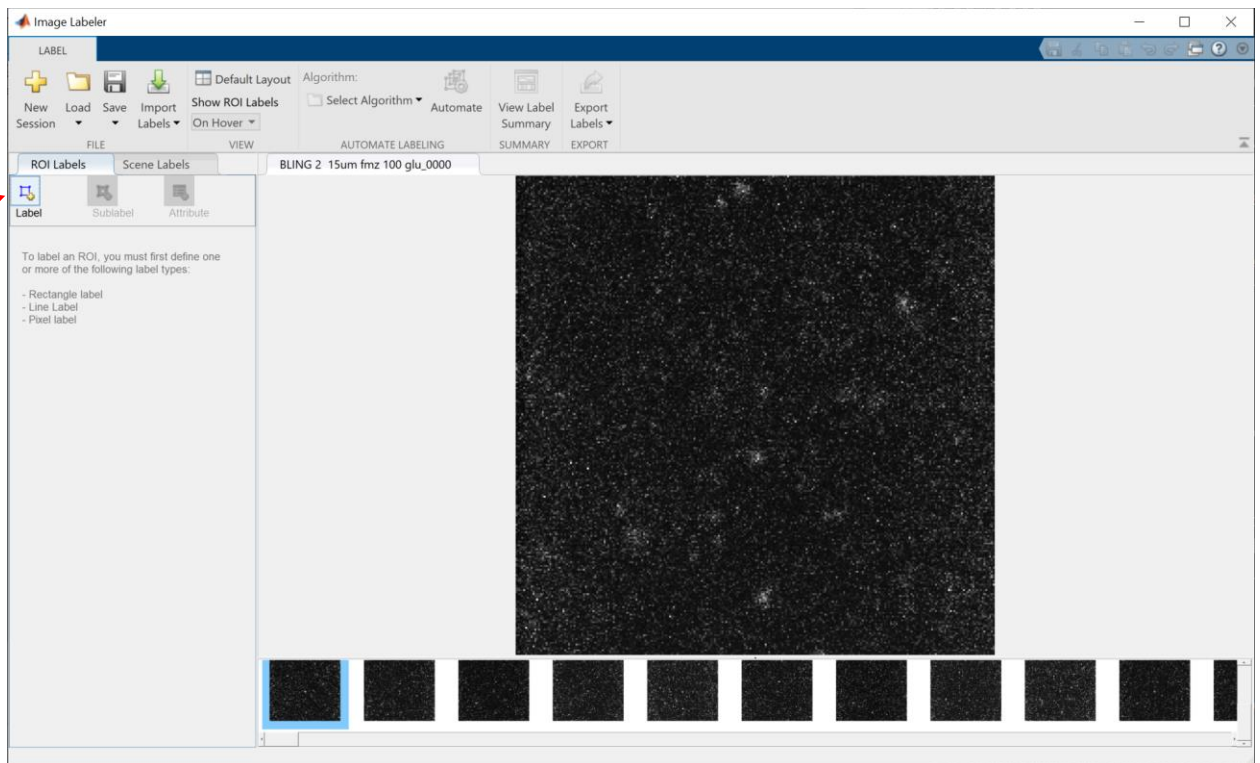 Image Labeler
LABEL
New Session
Load
Save
Import Labels
Default Layout
Show ROI Labels
On Hover
Algorithm:
Select Algorithm
Automate
View Label Summary
Export Labels
FILE
VIEW
AUTOMATE LABELING
SUMMARY
EXPORT
ROI Labels
Scene Labels
BLING 2 15um fmz 100 glu_0000
Label
Sublabel
Attribute
To label an ROI, you must first define one
or more of the following label types:
- Rectangle label
- Line Label
- Pixel label